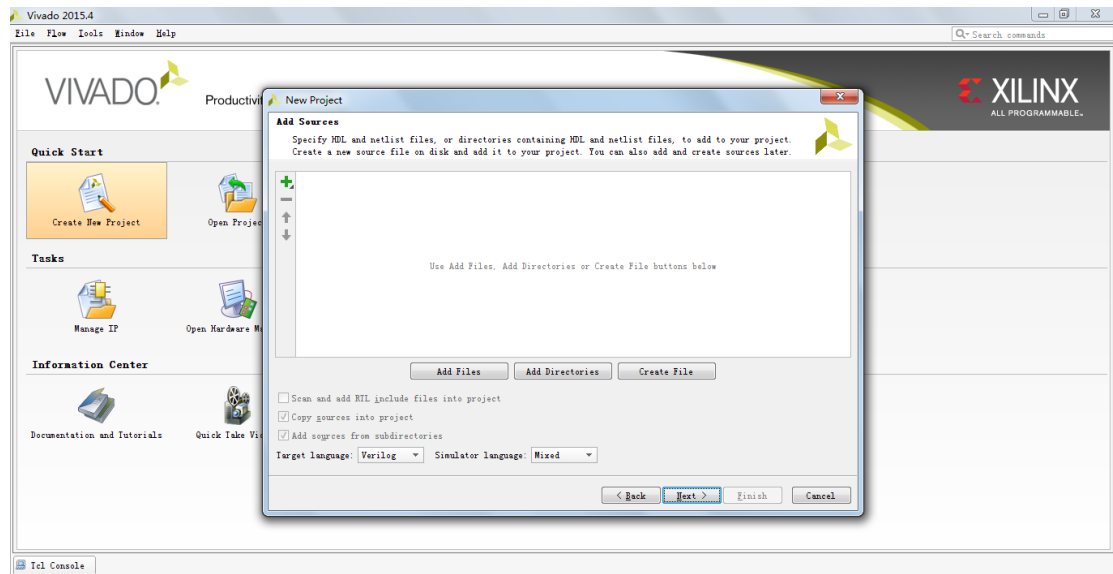 Vivado 2015.4
File Flow Tools Window Help
Search commands
VIVADO.
Productivi
XILINX
ALL PROGRAMMABLE.
Quick Start
Create New Project
Open Projec
Tasks
Manage IP
Open Hardware M
Information Center
Documentation and Tutorials
Quick Take Vi
New Project
Add Sources
Specify HDL and netlist files, or directories containing HDL and netlist files, to add to your project.
Create a new source file on disk and add it to your project. You can also add and create sources later.
Use Add Files, Add Directories or Create File buttons below
Add Files Add Directories Create File
Scan and add RTL include files into project
Copy sources into project
Add sources from subdirectories
Target language: Verilog Simulator language: Mixed
< Back Next > Finish Cancel
Tcl Console